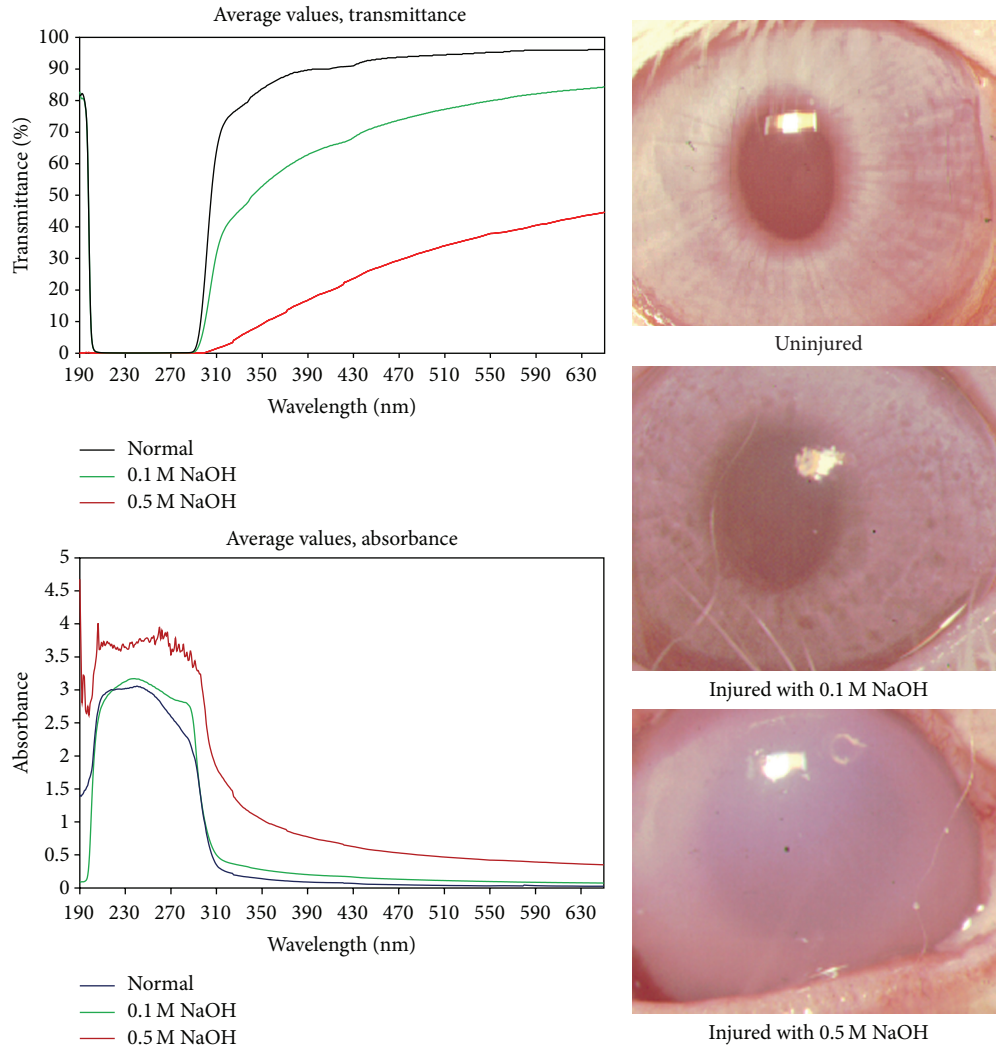 Average values, transmittance
Transmittance (%)
100
90
80
70
60
50
40
30
20
10
0
190 230 270 310 350 390 430 470 510 550 590 630
Wavelength (nm)
Normal
0.1 M NaOH
0.5 M NaOH
Average values, absorbance
Absorbance
5
4.5
4
3.5
3
2.5
2
1.5
1
0.5
0
190 230 270 310 350 390 430 470 510 550 590 630
Wavelength (nm)
Normal
0.1 M NaOH
0.5 M NaOH
Uninjured
Injured with 0.1 M NaOH
Injured with 0.5 M NaOH